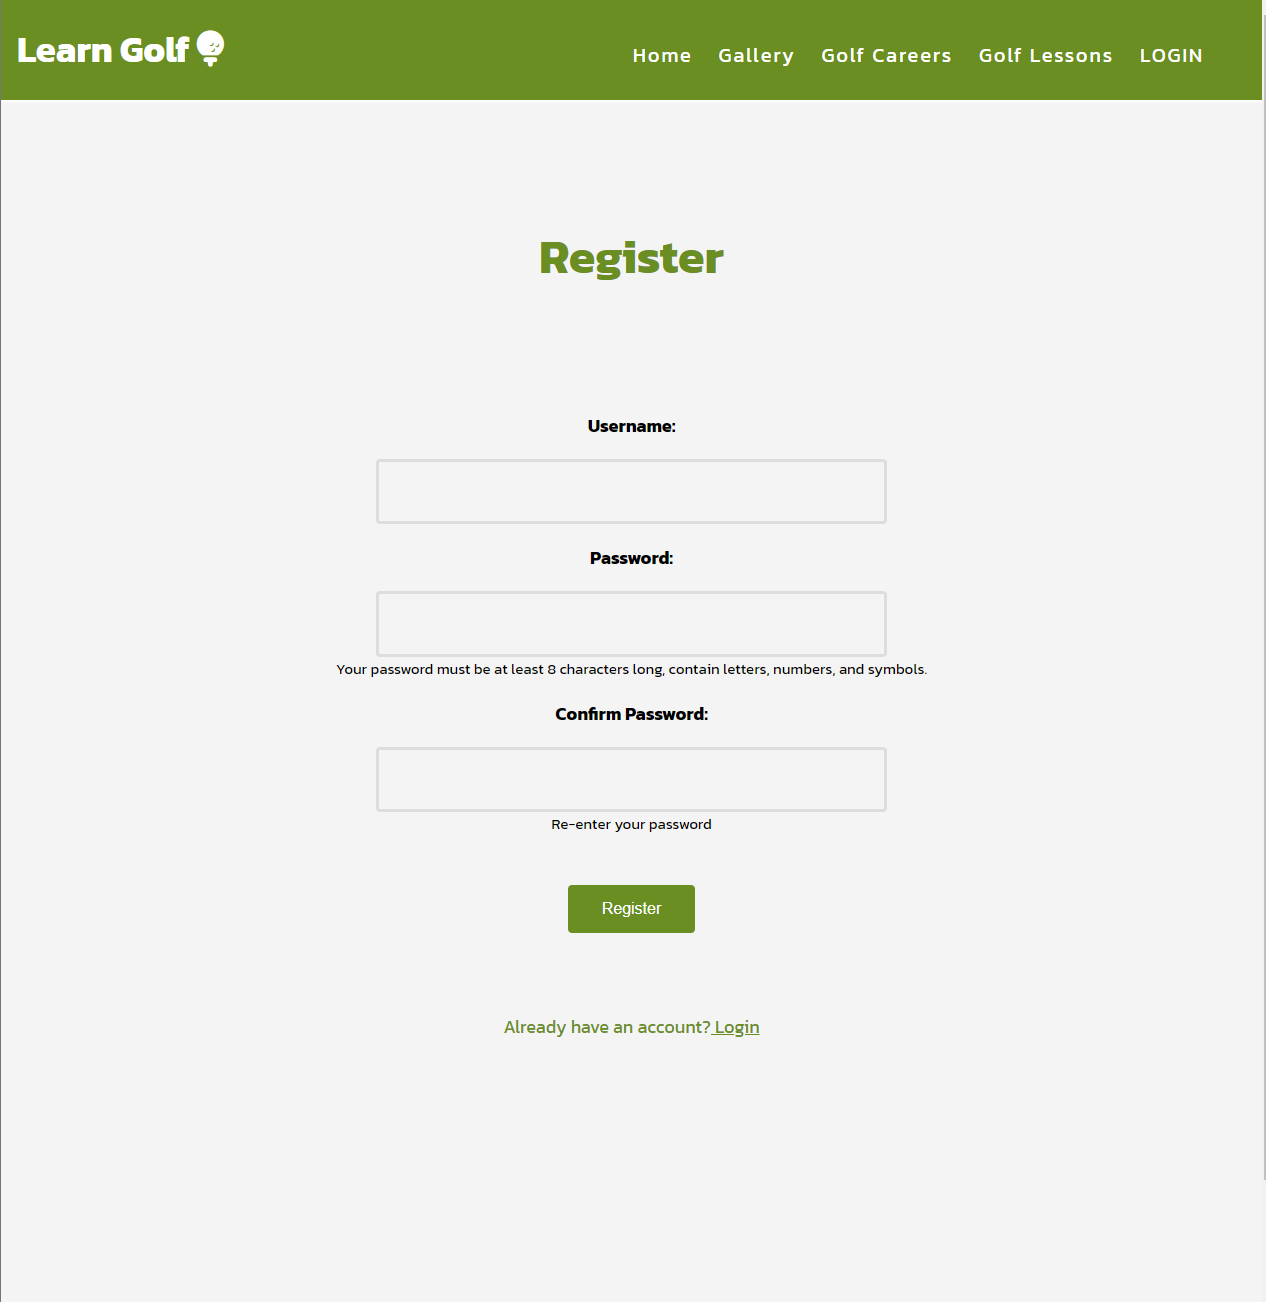 Learn Golf
Home Gallery Golf Careers Golf Lessons LOGIN
Register
Username:
Password:
Your password must be at least 8 characters long, contain letters, numbers, and symbols.
Confirm Password:
Re-enter your password
Register
Already have an account? Login